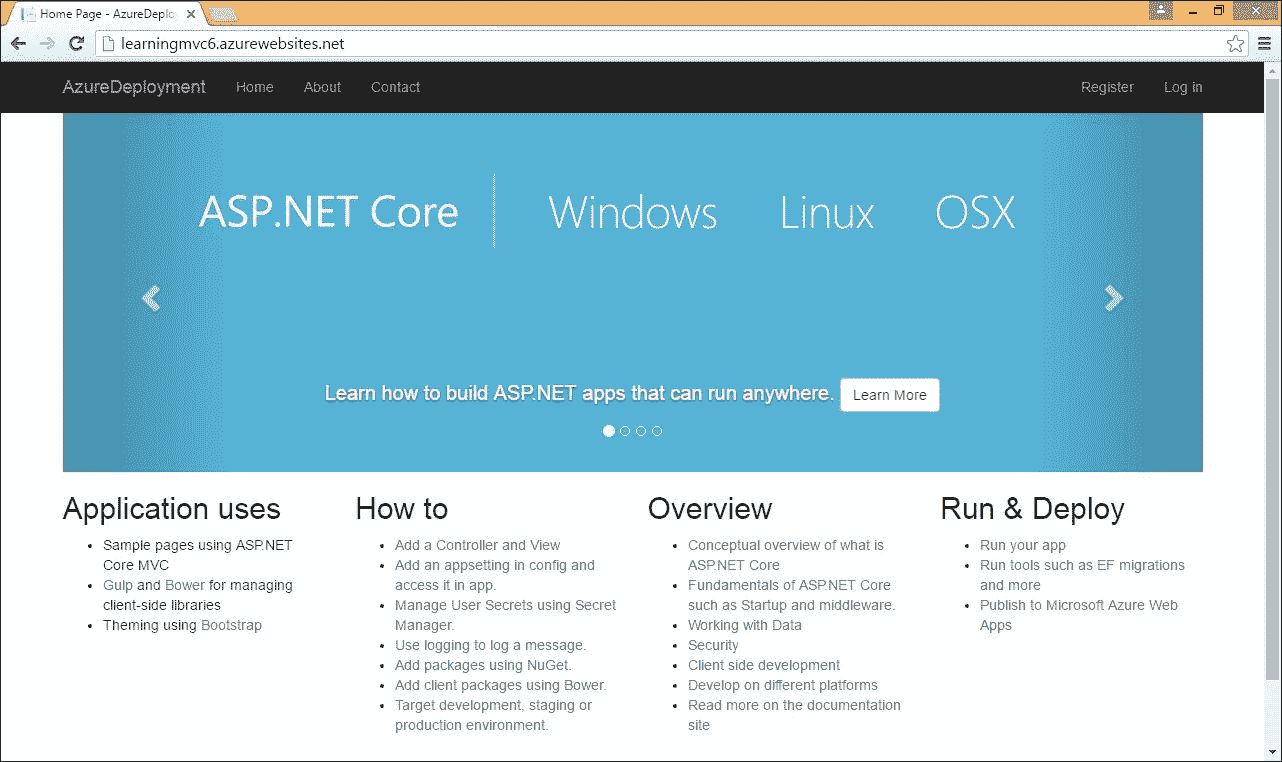 Home Page - AzureDeplo
learningmvc6.azurewebsites.net
AzureDeployment Home About Contact Register Log in
ASP.NET Core Windows Linux OSX
Learn how to build ASP.NET apps that can run anywhere. Learn More
Application uses
Sample pages using ASP.NET
Core MVC
Gulp and Bower for managing
client-side libraries
Theming using Bootstrap
How to
Add a Controller and View
Add an appsetting in config and
access it in app.
Manage User Secrets using Secret
Manager.
Use logging to log a message.
Add packages using NuGet.
Add client packages using Bower.
Target development, staging or
production environment.
Overview
Conceptual overview of what is
ASP.NET Core
Fundamentals of ASP.NET Core
such as Startup and middleware.
Working with Data
Security
Client side development
Develop on different platforms
Read more on the documentation
site
Run & Deploy
Run your app
Run tools such as EF migrations
and more
Publish to Microsoft Azure Web
Apps